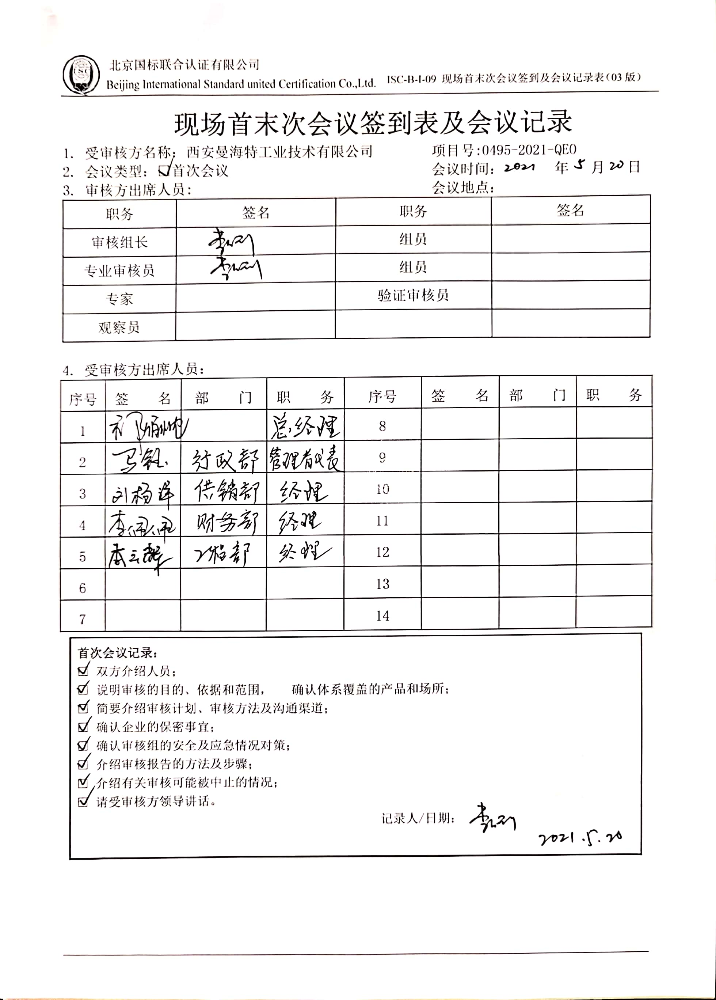 ISC
北京国标联合认证有限公司
Beijing International Standard united Certification Co.,Ltd. ISC-B-I-09 现场首末次会议签到及会议记录表(03 版)
现场首末次会议签到表及会议记录
1. 受审核方名称: 西安曼海特工业技术有限公司 项目号:0495-2021-QEO
2. 会议类型: 首次会议 会议时间: 2021 年 5 月 20 日
3. 审核方出席人员: 会议地点:
职务 签名 职务 签名
审核组长 组员
专业审核员 组员
专家 验证审核员
观察员
4. 受审核方出席人员:
序号 签 名 部 门 职 务 序号 签 名 部 门 职 务
1 总经理 8
2 马钰 行政部 管理者代表 9
3 刘杨洋 供销部 经理 10
4 李佩佩 财务部 经理 11
5 工程部 经理 12
6 13
7 14
首次会议记录:
☑ 双方介绍人员;
☑ 说明审核的目的、依据和范围, 确认体系覆盖的产品和场所;
☑ 简要介绍审核计划、审核方法及沟通渠道;
☑ 确认企业的保密事宜;
☑ 确认审核组的安全及应急情况对策;
☑ 介绍审核报告的方法及步骤;
☑ 介绍有关审核可能被中止的情况;
☑ 请受审核方领导讲话。
记录人/日期:
2021.5.20